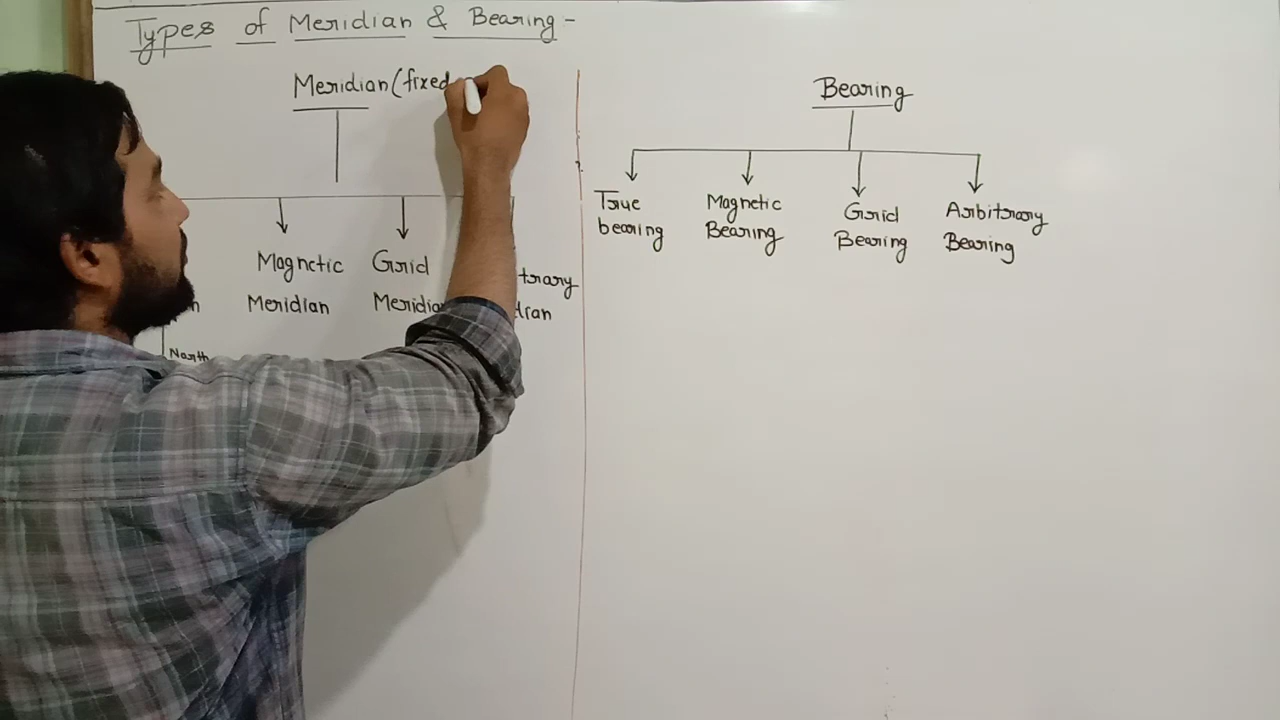 Types of Meridian & Bearing -
Meridian (fixed
Magnetic Meridian
Grid
North
Bearing
True bearing
Magnetic Bearing
Grid Bearing
Arbitrary Bearing